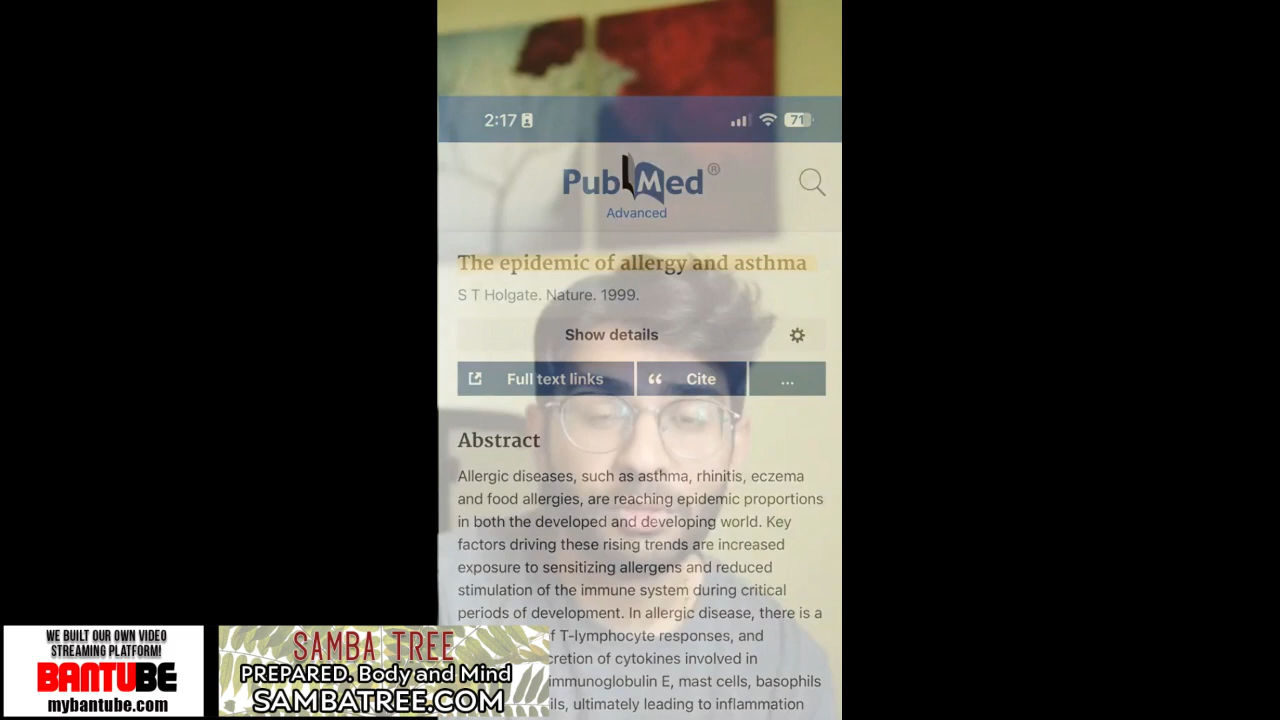 2:17
71
PubMed®
Advanced
The epidemic of allergy and asthma
S T Holgate. Nature. 1999.
Show details
Full text links
Cite
...
Abstract
Allergic diseases, such as asthma, rhinitis, eczema
and food allergies, are reaching epidemic proportions
in both the developed and developing world. Key
factors driving these rising trends are increased
exposure to sensitizing allergens and reduced
stimulation of the immune system during critical
periods of development. In allergic disease, there is a
f T-lymphocyte responses, and
cretion of cytokines involved in
immunoglobulin E, mast cells, basophils
ils, ultimately leading to inflammation
WE BUILT OUR OWN VIDEO
STREAMING PLATFORM!
BANTUBE
mybantube.com
SAMBA TREE
PREPARED. Body and Mind
SAMBATREE.COM